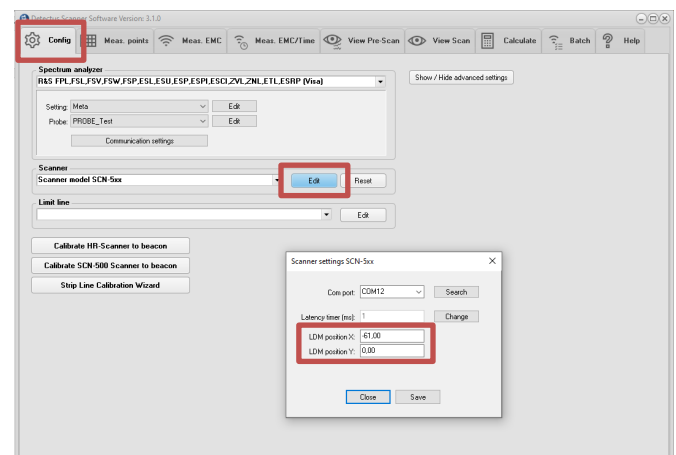 Detectus Scanner Software Version: 3.1.0
Config Meas. points Meas. EMC Meas. EMC/Time View Pre-Scan View Scan Calculate Batch Help
Spectrum analyzer
R&S FPL,FSL,FSV,FSW,FSP,ESL,ESU,ESP,ESPI,ESCI,ZVL,ZNL,ETL,ESRP (Visa)
Show / Hide advanced settings
Setting: Meta Edit
Probe: PROBE_Test Edit
Communication settings
Scanner
Scanner model SCN-5xx Edit Reset
Limit line
Edit
Calibrate HR-Scanner to beacon
Calibrate SCN-500 Scanner to beacon
Strip Line Calibration Wizard
Scanner settings SCN-5xx
Com port: COM12 Search
Latency timer (ms): 1 Change
LDM position X: -61,00
LDM position Y: 0,00
Close Save